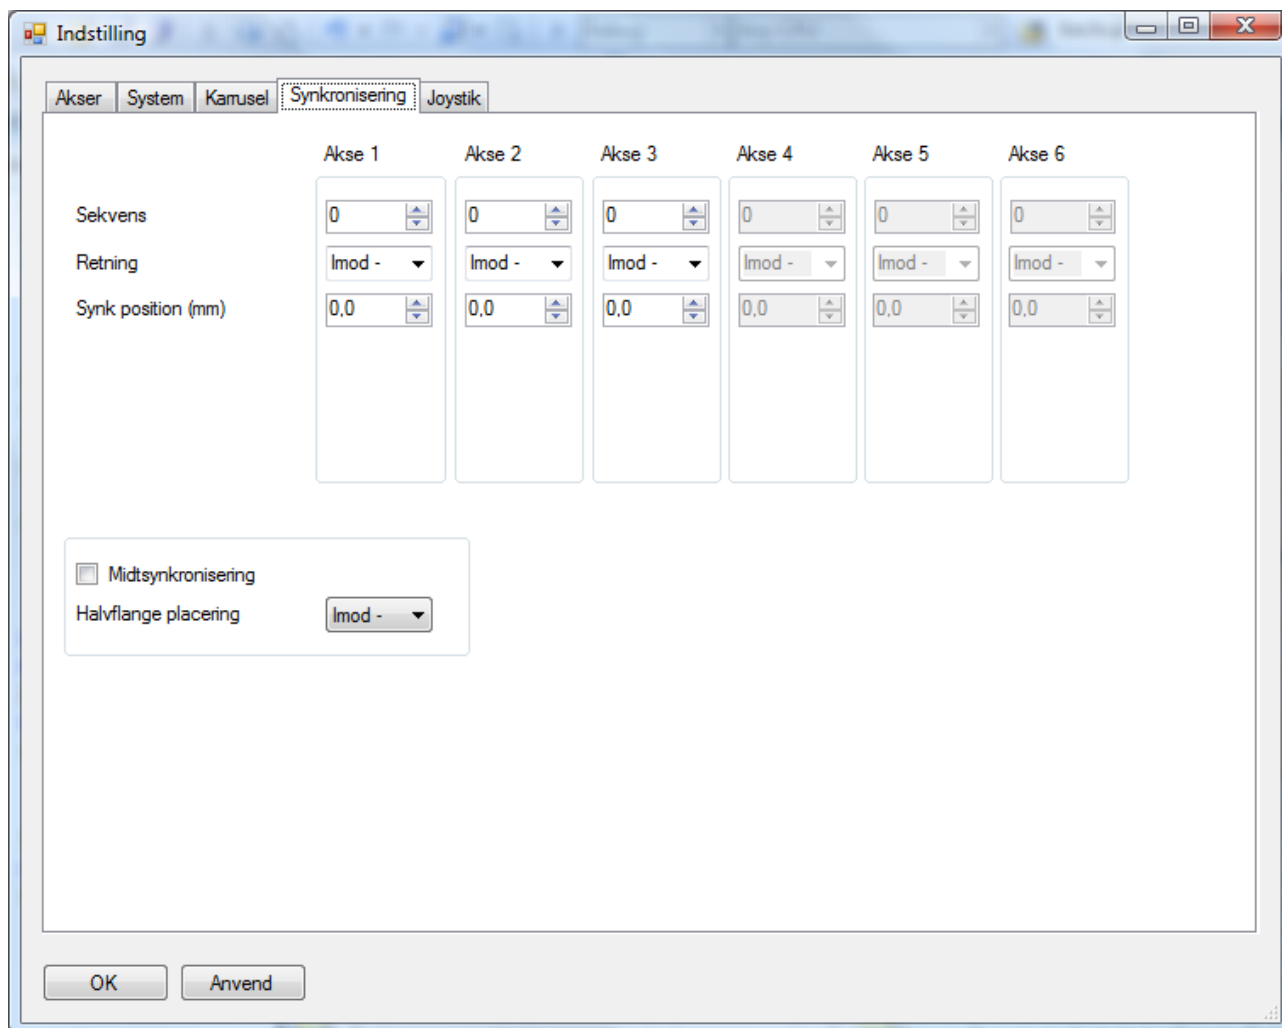 Indstilling
Akser System Karrusel Synkronisering Joystik
Akse 1 Akse 2 Akse 3 Akse 4 Akse 5 Akse 6
Sekvens 0 0 0 0 0 0
Retning Imod - Imod - Imod - Imod - Imod - Imod -
Synk position (mm) 0,0 0,0 0,0 0,0 0,0 0,0
Midtsynkronisering
Halvflange placering Imod -
OK Anvend